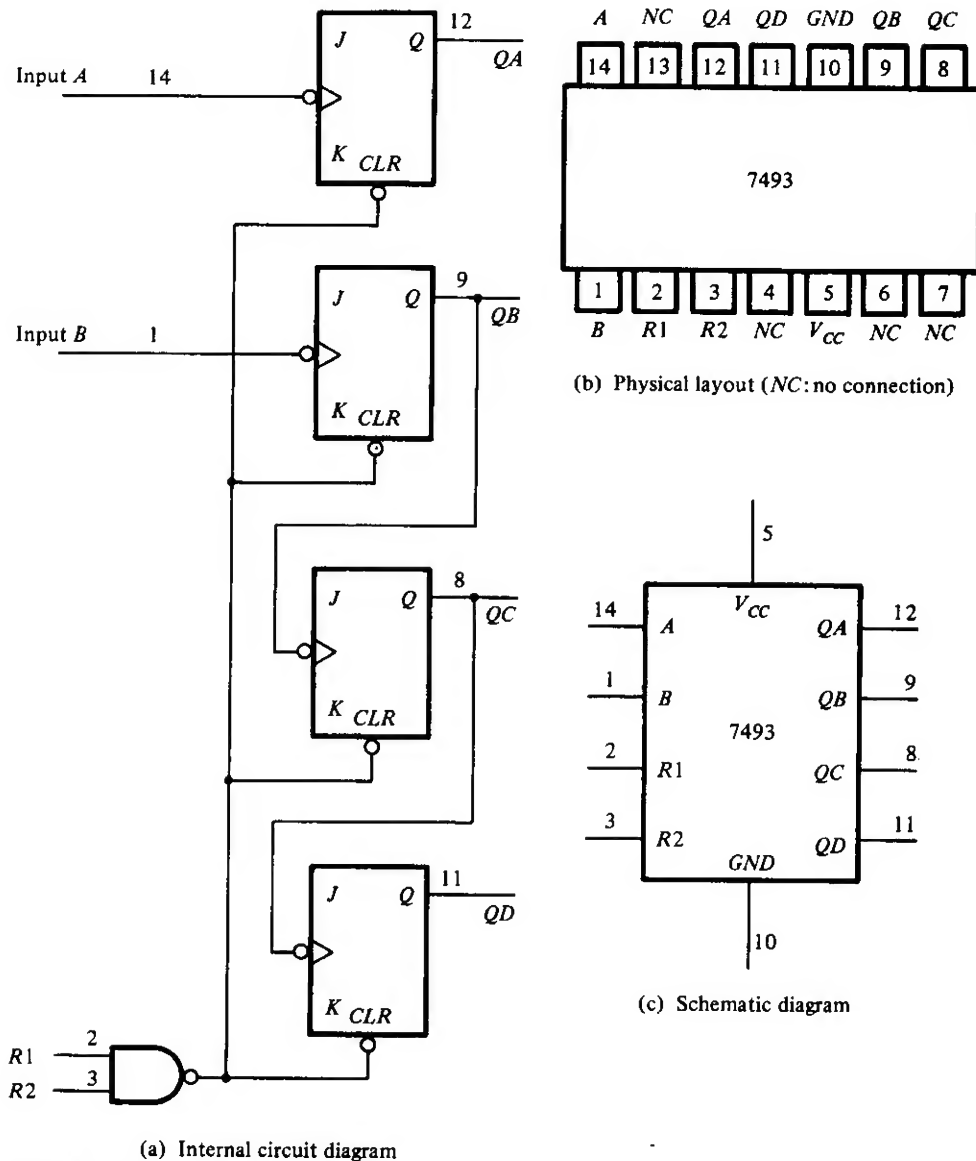 J Q 12
QA
Input A 14
K CLR
J Q 9
QB
Input B 1
K CLR
J Q 8
QC
K CLR
J Q 11
QD
K CLR
R1 2
R2 3
(a) Internal circuit diagram
A NC QA QD GND QB QC
14 13 12 11 10 9 8
7493
1 2 3 4 5 6 7
B R1 R2 NC VCC NC NC
(b) Physical layout (NC: no connection)
5
VCC
14 A QA 12
1 B QB 9
7493
2 R1 QC 8
3 R2 QD 11
GND
10
(c) Schematic diagram